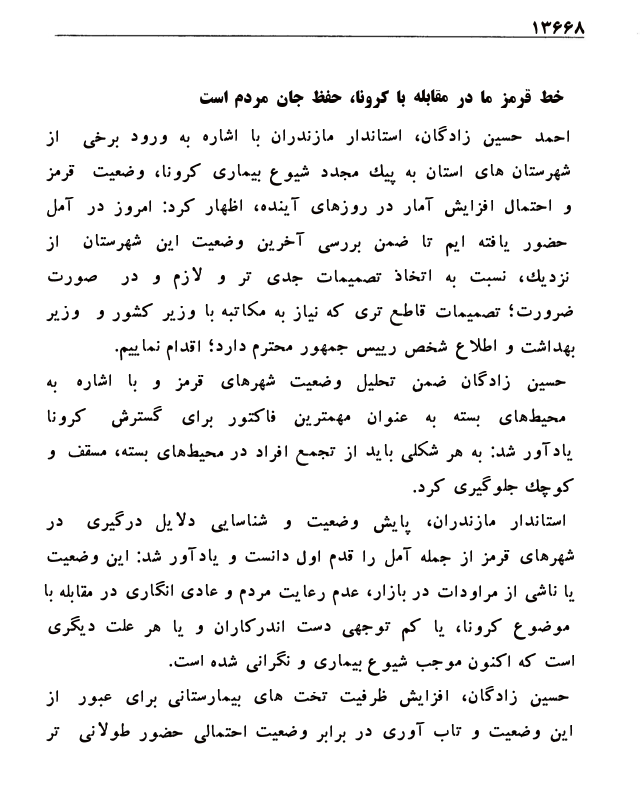 ۱۳۶۶۸
خط قرمز ما در مقابله با کرونا، حفظ جان مردم است
احمد حسین زادگان، استاندار مازندران با اشاره به ورود برخی از
شهرستان های استان به پیك مجدد شیوع بیماری کرونا، وضعیت قرمز
و احتمال افزایش آمار در روزهای آینده، اظهار کرد: امروز در آمل
حضور یافته ایم تا ضمن بررسی آخرین وضعیت این شهرستان از
نزدیك، نسبت به اتخاذ تصمیمات جدی تر و لازم و در صورت
ضرورت؛ تصمیمات قاطع تری که نیاز به مکاتبه با وزیر کشور و وزیر
بهداشت و اطلاع شخص رییس جمهور محترم دارد؛ اقدام نماییم.
حسین زادگان ضمن تحلیل وضعیت شهرهای قرمز و با اشاره به
محیط‌های بسته به عنوان مهمترین فاکتور برای گسترش کرونا
یادآور شد: به هر شکلی باید از تجمع افراد در محیط‌های بسته، مسقف و
کوچك جلوگیری کرد.
استاندار مازندران، پایش وضعیت و شناسایی دلایل درگیری در
شهرهای قرمز از جمله آمل را قدم اول دانست و یادآور شد: این وضعیت
یا ناشی از مراودات در بازار، عدم رعایت مردم و عادی انگاری در مقابله با
موضوع کرونا، یا کم توجهی دست اندرکاران و یا هر علت دیگری
است که اکنون موجب شیوع بیماری و نگرانی شده است.
حسین زادگان، افزایش ظرفیت تخت های بیمارستانی برای عبور از
این وضعیت و تاب آوری در برابر وضعیت احتمالی حضور طولانی تر